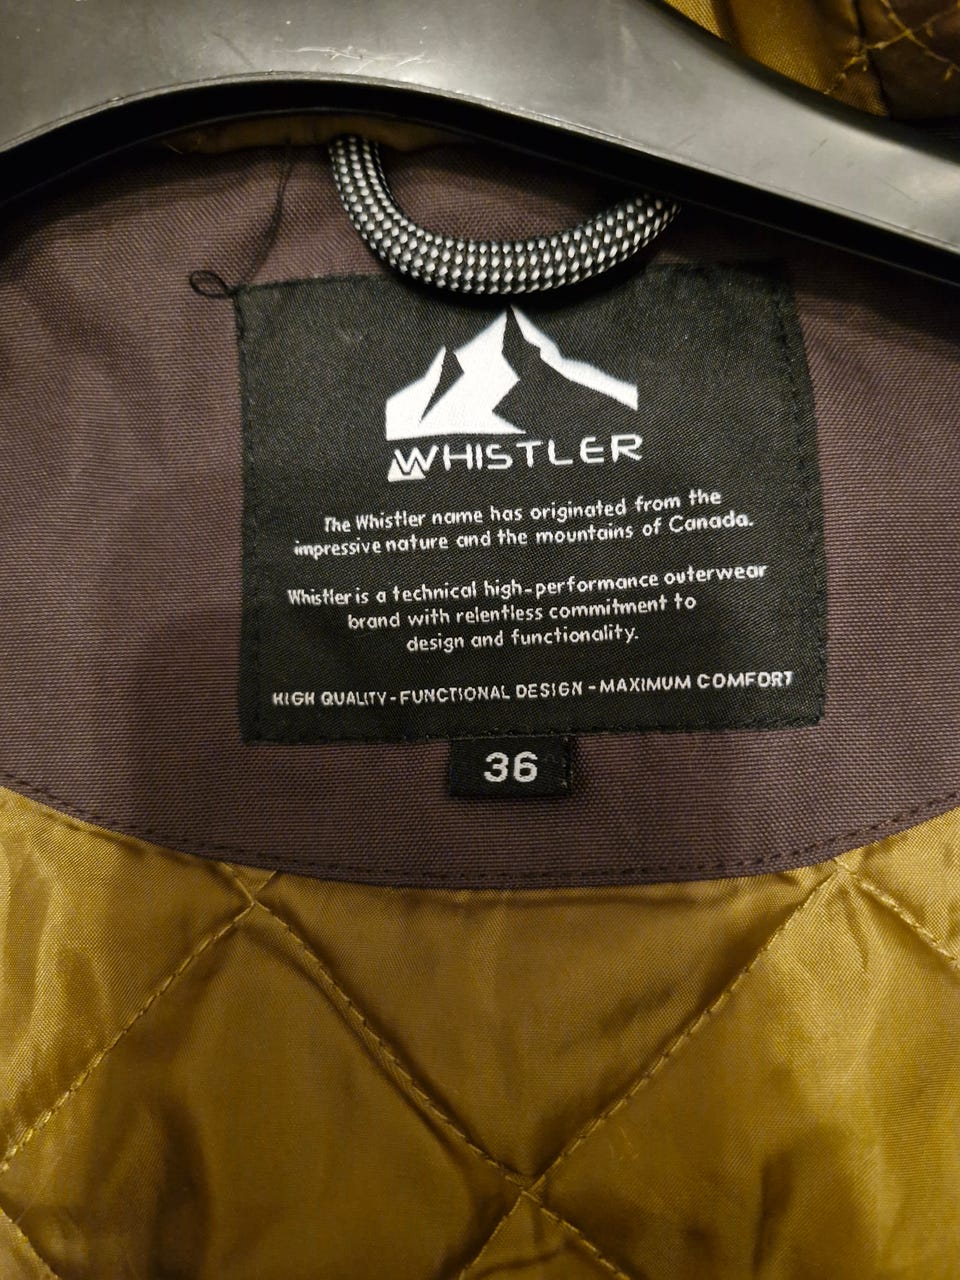 WHISTLER
The Whistler name has originated from the
impressive nature and the mountains of Canada.
Whistler is a technical high-performance outerwear
brand with relentless commitment to
design and functionality.
HIGH QUALITY - FUNCTIONAL DESIGN - MAXIMUM COMFORT
36